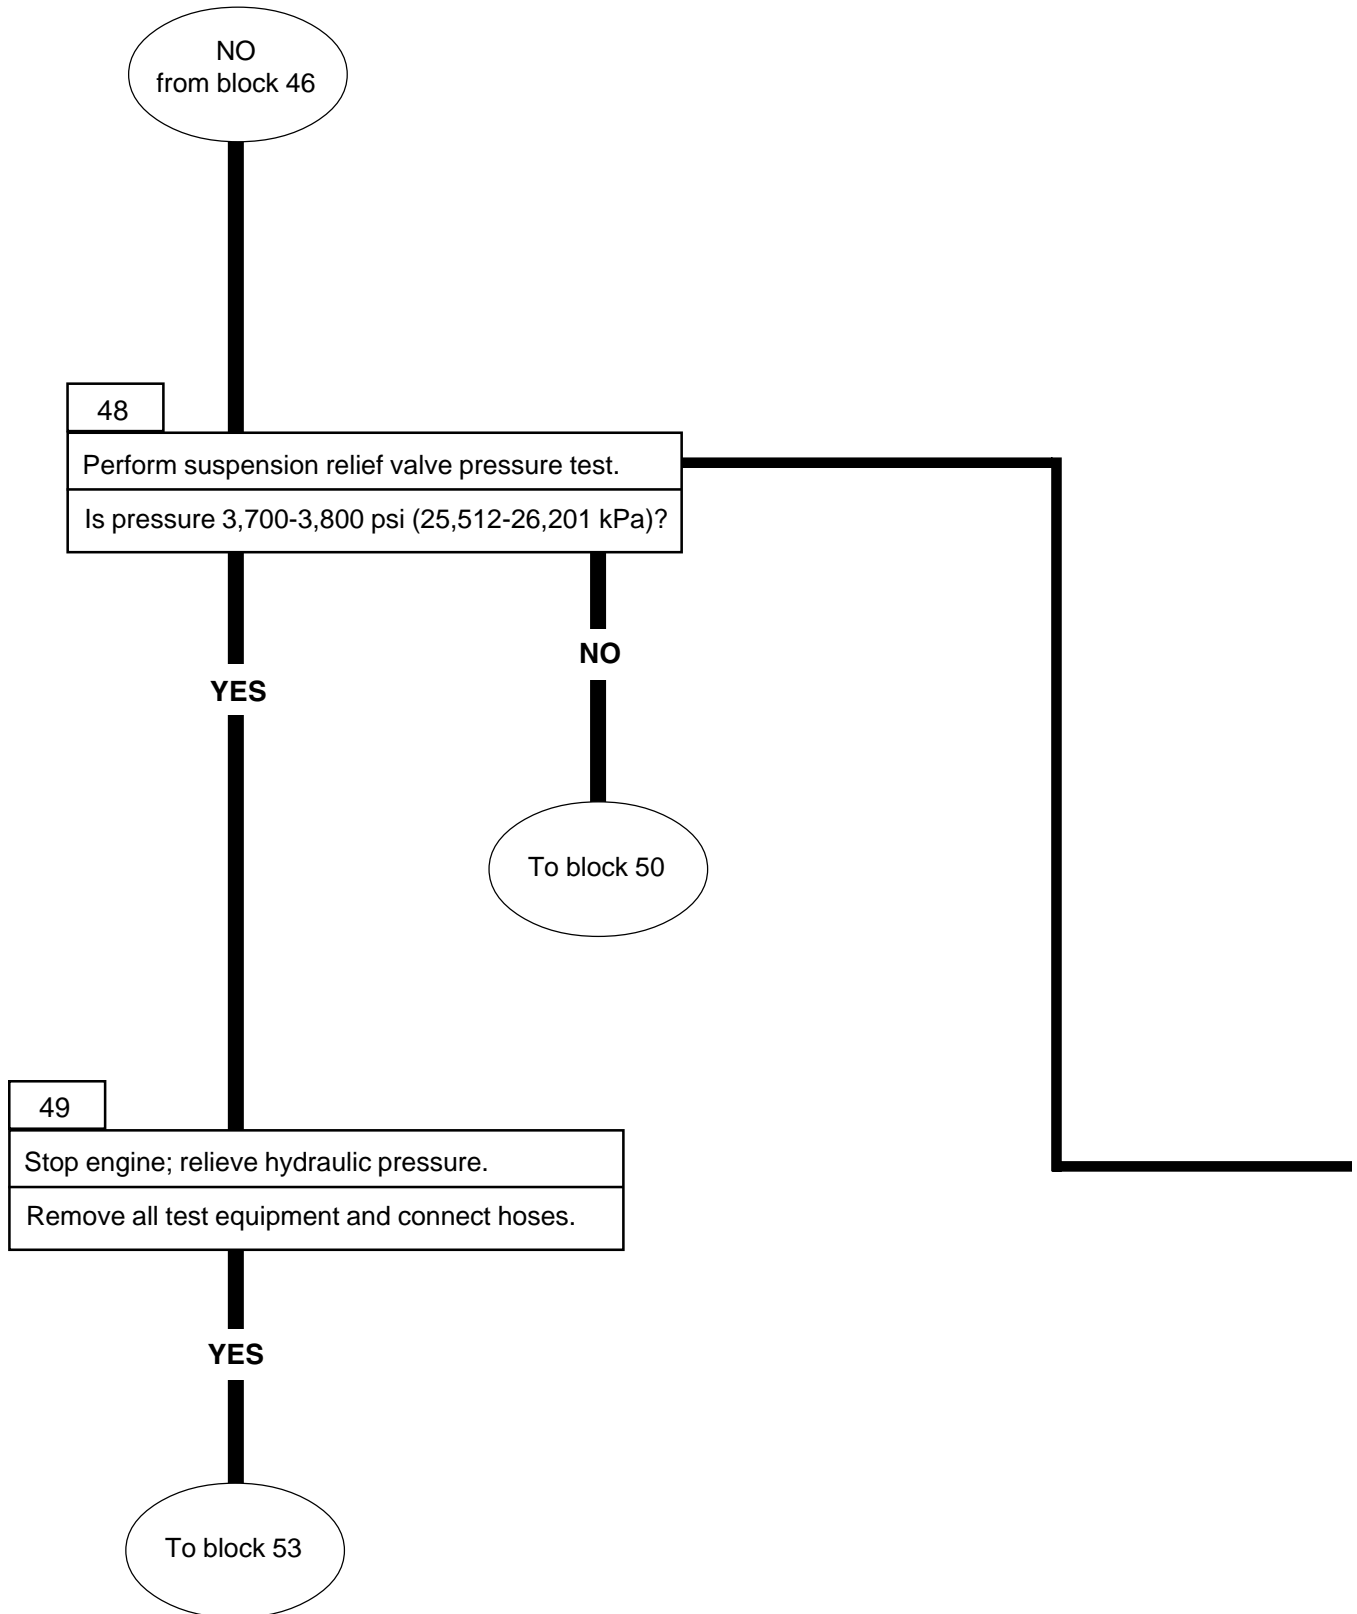 NO
from block 46
48
Perform suspension relief valve pressure test.
Is pressure 3,700-3,800 psi (25,512-26,201 kPa)?
NO
YES
To block 50
49
Stop engine; relieve hydraulic pressure.
Remove all test equipment and connect hoses.
YES
To block 53